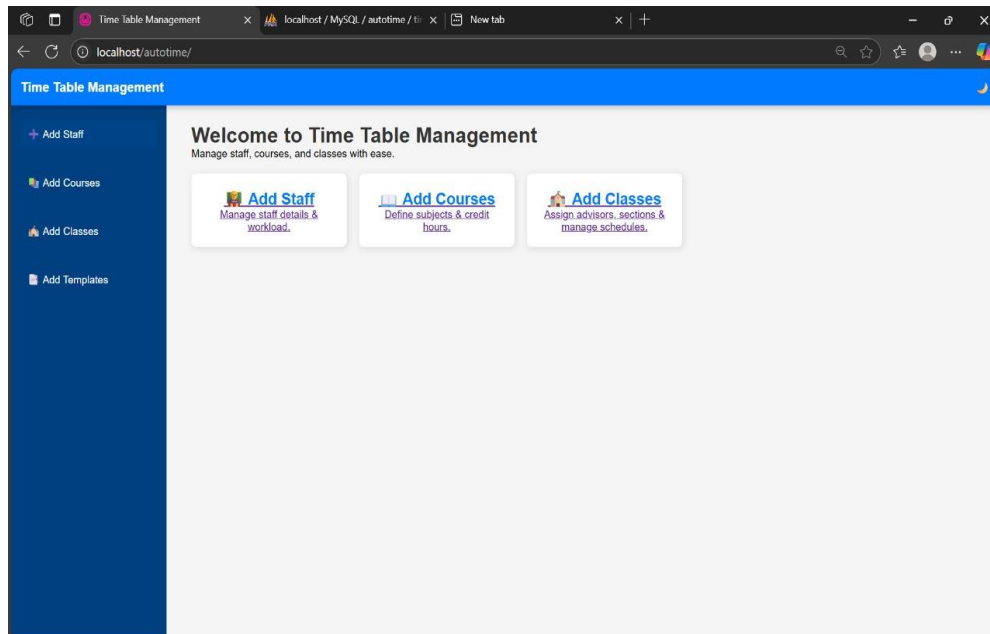 Time Table Management
localhost / MySQL / autotime / tir
New tab
localhost/autotime/
Time Table Management
Add Staff
Add Courses
Add Classes
Add Templates
Welcome to Time Table Management
Manage staff, courses, and classes with ease.
Add Staff
Manage staff details &
workload.
Add Courses
Define subjects & credit
hours.
Add Classes
Assign advisors, sections &
manage schedules.